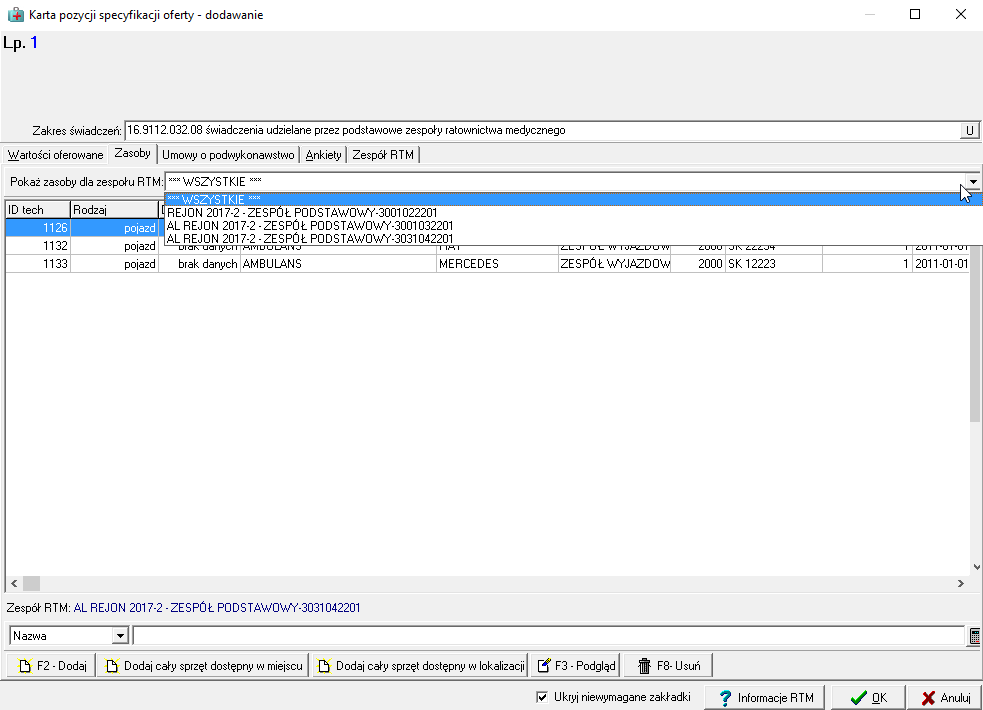 Karta pozycji specyfikacji oferty - dodawanie
Lp. 1
Zakres świadczeń: 16.9112.032.08 świadczenia udzielane przez podstawowe zespoły ratownictwa medycznego U
Wartości oferowane Zasoby Umowy o podwykonawstwo Ankiety Zespół RTM
Pokaż zasoby dla zespołu RTM: *** WSZYSTKIE ***
*** WSZYSTKIE ***
ID tech Rodzaj REJON 2017-2 - ZESPÓŁ PODSTAWOWY-3001022201
1126 pojazd AL REJON 2017-2 - ZESPÓŁ PODSTAWOWY-3001032201
AL REJON 2017-2 - ZESPÓŁ PODSTAWOWY-3031042201
1132 pojazd brak danych AMBULANS FIAT ZESPÓŁ WYJAZDOW 2000 SK 22234 1 2011-01-01
1133 pojazd brak danych AMBULANS MERCEDES ZESPÓŁ WYJAZDOW 2000 SK 12223 1 2011-01-01
Zespół RTM: AL REJON 2017-2 - ZESPÓŁ PODSTAWOWY-3031042201
Nazwa
F2 - Dodaj Dodaj cały sprzęt dostępny w miejscu Dodaj cały sprzęt dostępny w lokalizacji F3 - Podgląd F8- Usuń
Ukryj niewymagane zakładki Informacje RTM OK Anuluj